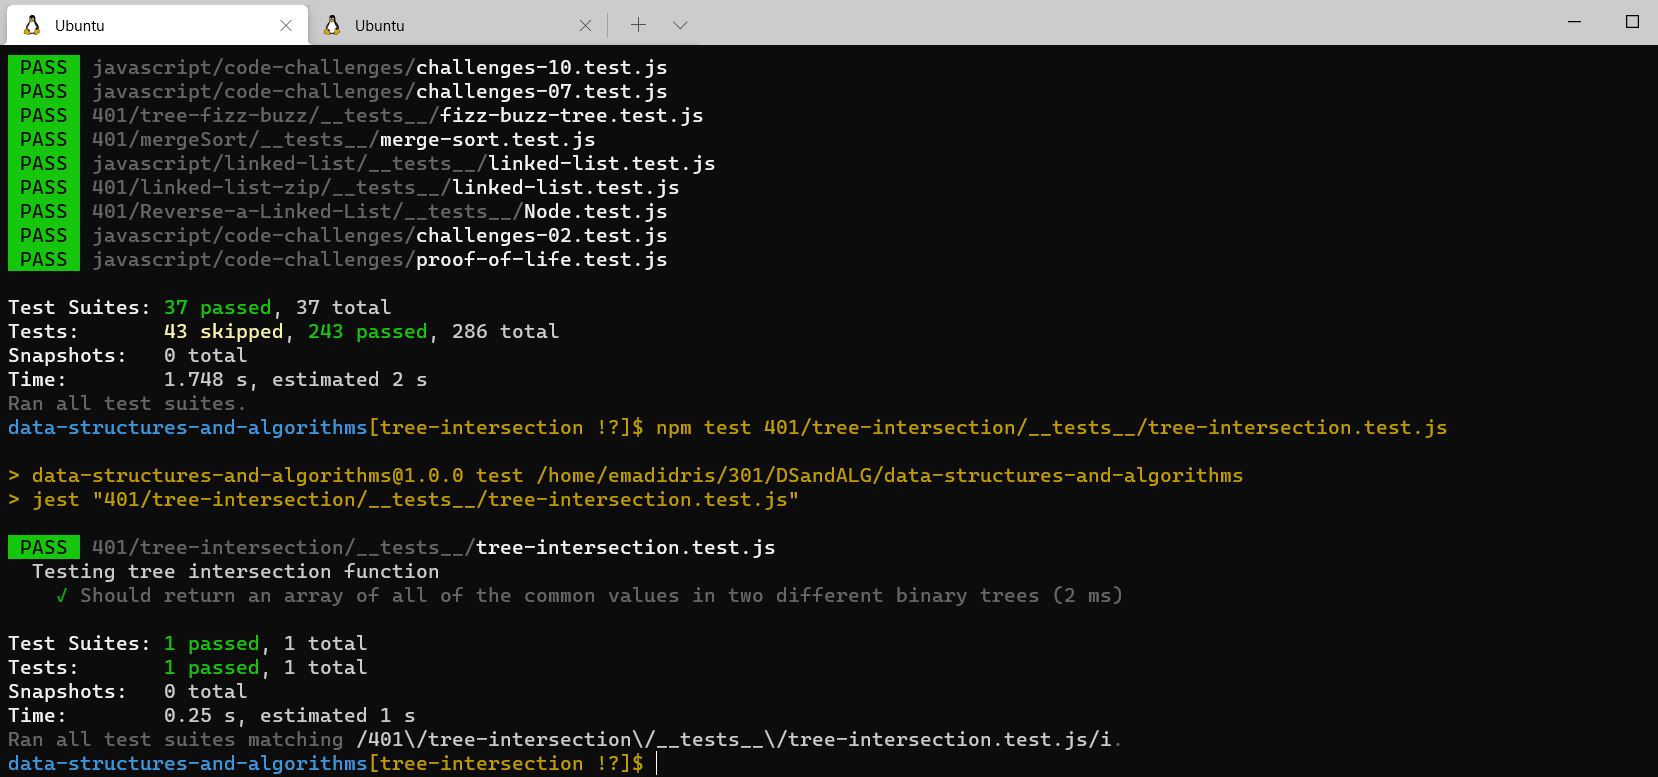 Ubuntu Ubuntu
PASS javascript/code-challenges/challenges-10.test.js
PASS javascript/code-challenges/challenges-07.test.js
PASS 401/tree-fizz-buzz/__tests__/fizz-buzz-tree.test.js
PASS 401/mergeSort/__tests__/merge-sort.test.js
PASS javascript/linked-list/__tests__/linked-list.test.js
PASS 401/linked-list-zip/__tests__/linked-list.test.js
PASS 401/Reverse-a-Linked-List/__tests__/Node.test.js
PASS javascript/code-challenges/challenges-02.test.js
PASS javascript/code-challenges/proof-of-life.test.js
Test Suites: 37 passed, 37 total
Tests: 43 skipped, 243 passed, 286 total
Snapshots: 0 total
Time: 1.748 s, estimated 2 s
Ran all test suites.
data-structures-and-algorithms[tree-intersection !?]$ npm test 401/tree-intersection/__tests__/tree-intersection.test.js
> data-structures-and-algorithms@1.0.0 test /home/emadidris/301/DSandALG/data-structures-and-algorithms
> jest "401/tree-intersection/__tests__/tree-intersection.test.js"
PASS 401/tree-intersection/__tests__/tree-intersection.test.js
Testing tree intersection function
√ Should return an array of all of the common values in two different binary trees (2 ms)
Test Suites: 1 passed, 1 total
Tests: 1 passed, 1 total
Snapshots: 0 total
Time: 0.25 s, estimated 1 s
Ran all test suites matching /401\/tree-intersection\/__tests__\/tree-intersection.test.js/i.
data-structures-and-algorithms[tree-intersection !?]$